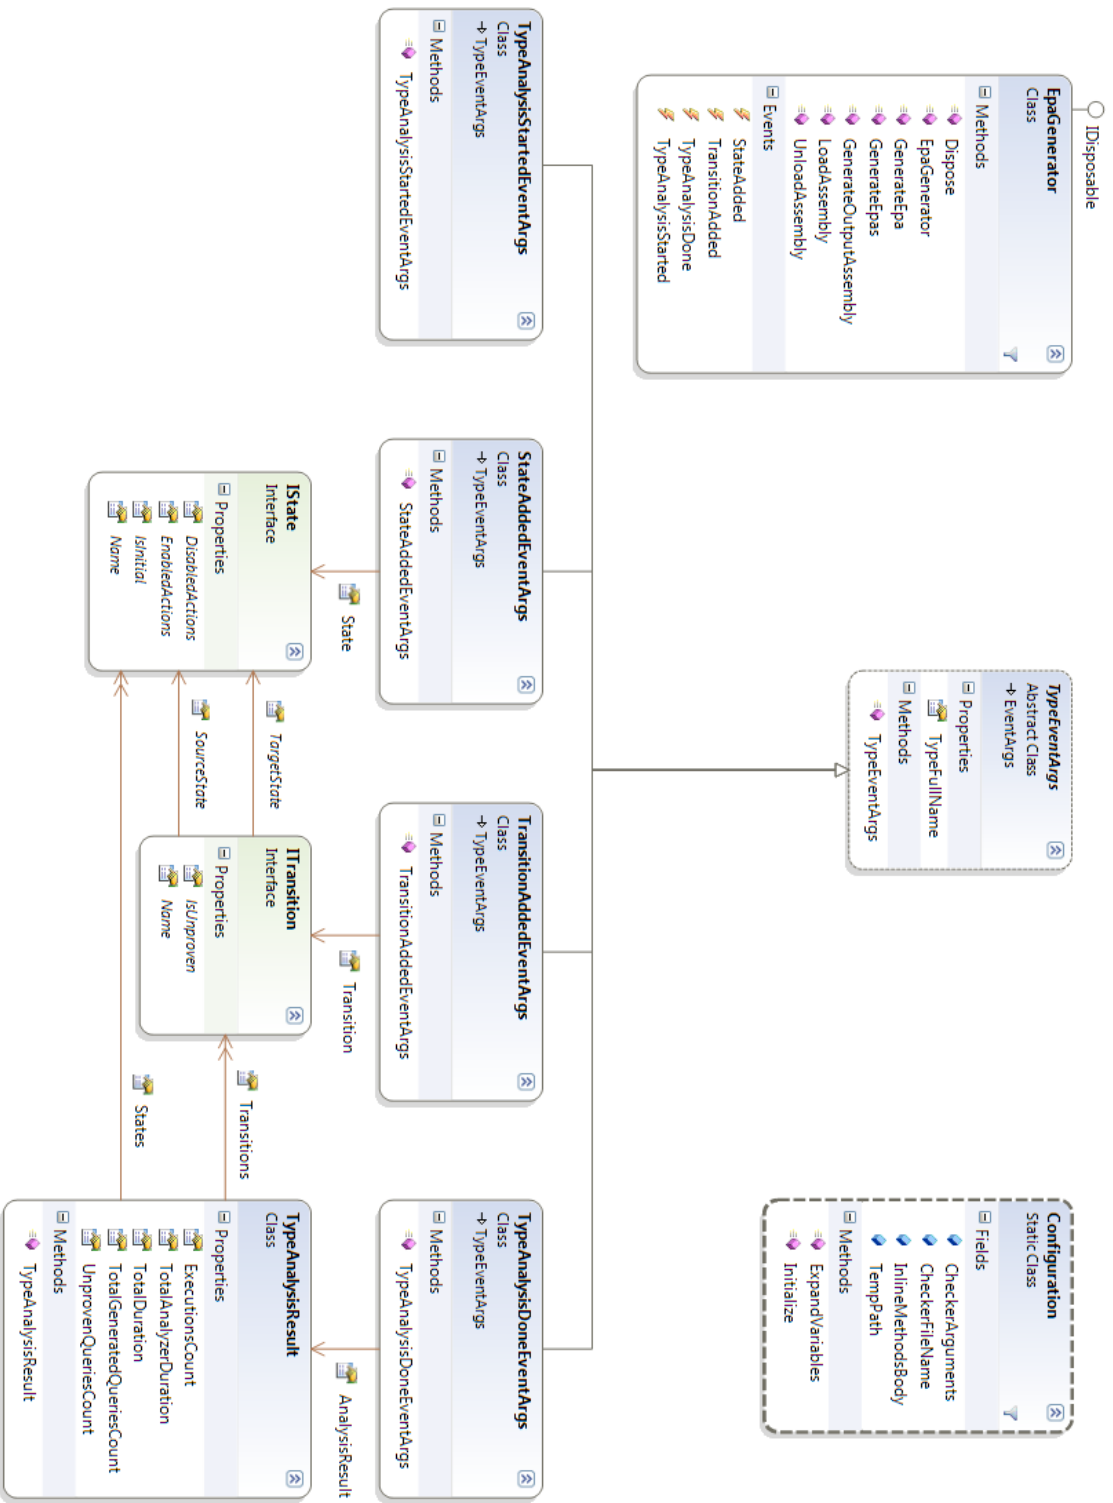 IDisposable
EpaGenerator
Class
Methods
Dispose
EpaGenerator
GenerateEpa
GenerateEpas
GenerateOutputAssembly
LoadAssembly
UnloadAssembly
Events
StateAdded
TransitionAdded
TypeAnalysisDone
TypeAnalysisStarted
TypeEventArgs
Abstract Class
EventArgs
Properties
TypeFullName
Methods
TypeEventArgs
Configuration
Static Class
Fields
CheckerArguments
CheckerFileName
InlineMethodsBody
TempPath
Methods
ExpandVariables
Initialize
TypeAnalysisStartedEventArgs
Class
TypeEventArgs
Methods
TypeAnalysisStartedEventArgs
StateAddedEventArgs
Class
TypeEventArgs
Methods
StateAddedEventArgs
TransitionAddedEventArgs
Class
TypeEventArgs
Methods
TransitionAddedEventArgs
TypeAnalysisDoneEventArgs
Class
TypeEventArgs
Methods
TypeAnalysisDoneEventArgs
State
Transition
AnalysisResult
IState
Interface
Properties
DisabledActions
EnabledActions
IsInitial
Name
TargetState
SourceState
ITransition
Interface
Properties
IsUnproven
Name
Transitions
States
TypeAnalysisResult
Class
Properties
ExecutionsCount
TotalAnalyzerDuration
TotalDuration
TotalGeneratedQueriesCount
UnprovenQueriesCount
Methods
TypeAnalysisResult